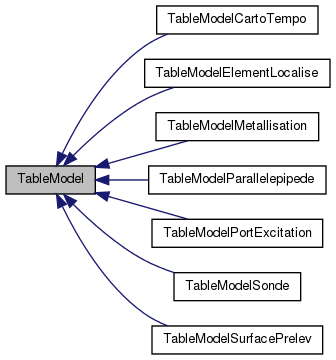 TableModelCartoTempo
TableModelElementLocalise
TableModelMetallisation
TableModel
TableModelParallelepipede
TableModelPortExcitation
TableModelSonde
TableModelSurfacePrelev